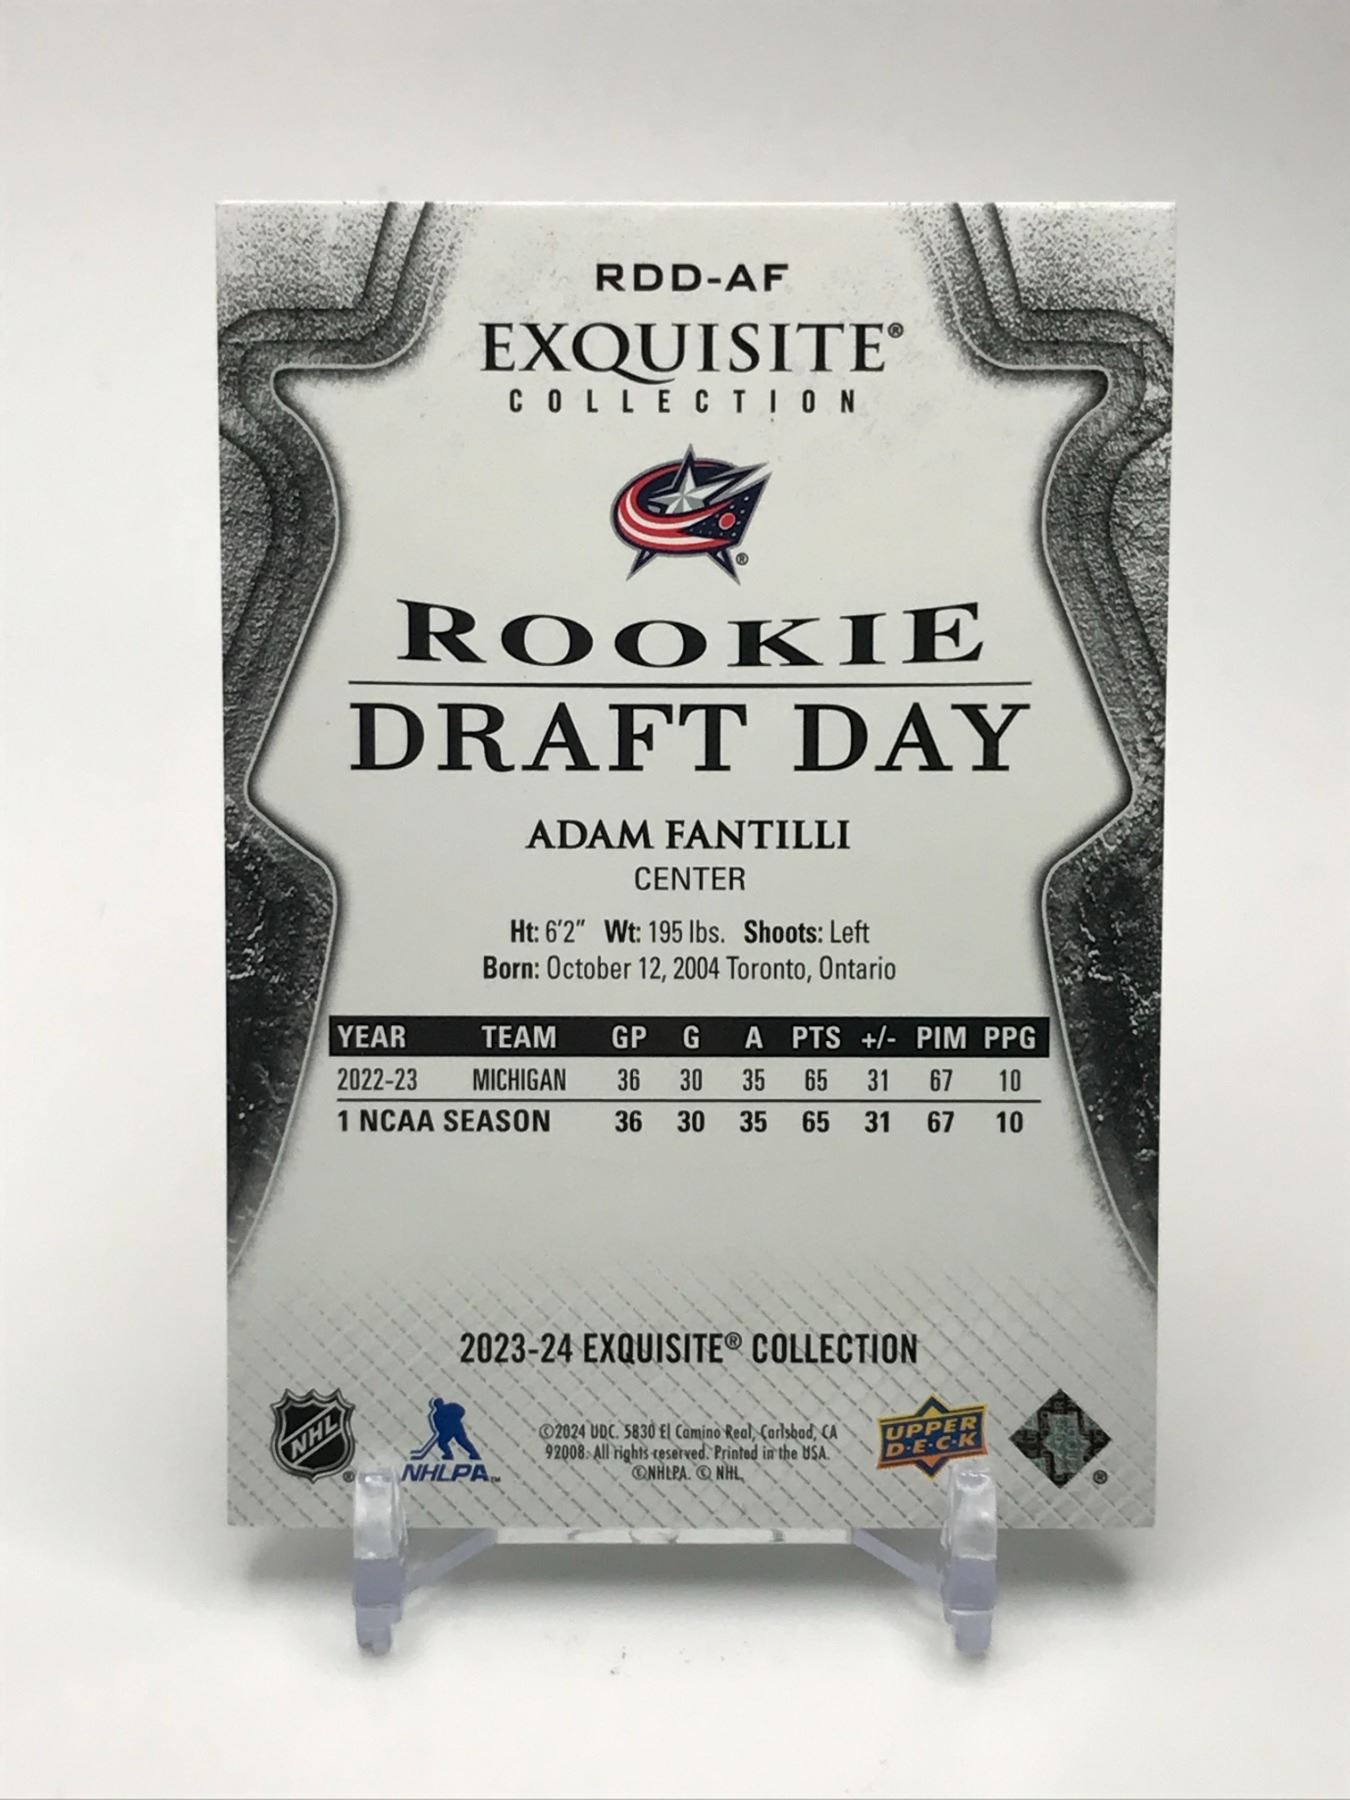 RDD-AF
EXQUISITE®
COLLECTION
®
ROOKIE
DRAFT DAY
ADAM FANTILLI
CENTER
Ht: 6'2" Wt: 195 lbs. Shoots: Left
Born: October 12, 2004 Toronto, Ontario
YEAR TEAM GP G A PTS +/- PIM PPG
2022-23 MICHIGAN 36 30 35 65 31 67 10
1 NCAA SEASON 36 30 35 65 31 67 10
2023-24 EXQUISITE® COLLECTION
NHL ®
NHLPA™
©2024 UDC. 5830 El Camino Real, Carlsbad, CA
92008. All rights reserved. Printed in the USA.
©NHLPA. © NHL.
UPPER
D·E·C·K
®